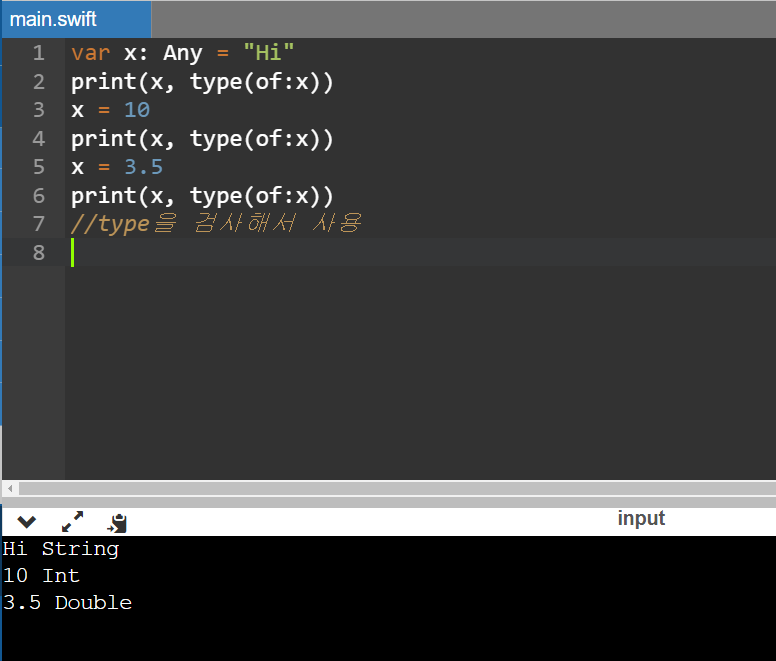 main.swift
1 var x: Any = "Hi"
2 print(x, type(of:x))
3 x = 10
4 print(x, type(of:x))
5 x = 3.5
6 print(x, type(of:x))
7 //type을 검사해서 사용
8
input
Hi String
10 Int
3.5 Double